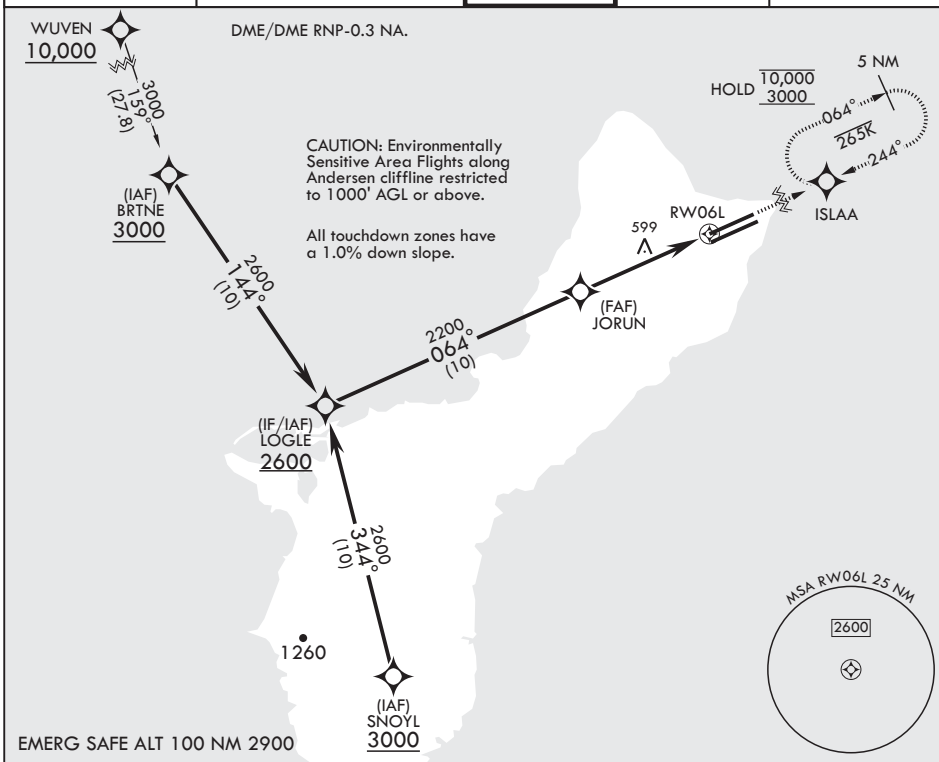 WUVEN
10,000
DME/DME RNP-0.3 NA.
3000
159°
(27.8)
HOLD 10,000
3000
5 NM
064°
265K
244°
ISLAA
CAUTION: Environmentally
Sensitive Area Flights along
Andersen cliffline restricted
to 1000' AGL or above.
All touchdown zones have
a 1.0% down slope.
(IAF)
BRTNE
3000
RW06L
599
2600
144°
(10)
(FAF)
JORUN
2200
064°
(10)
(IF/IAF)
LOGLE
2600
2600
344°
(10)
1260
(IAF)
SNOYL
3000
MSA RW06L 25 NM
2600
EMERG SAFE ALT 100 NM 2900